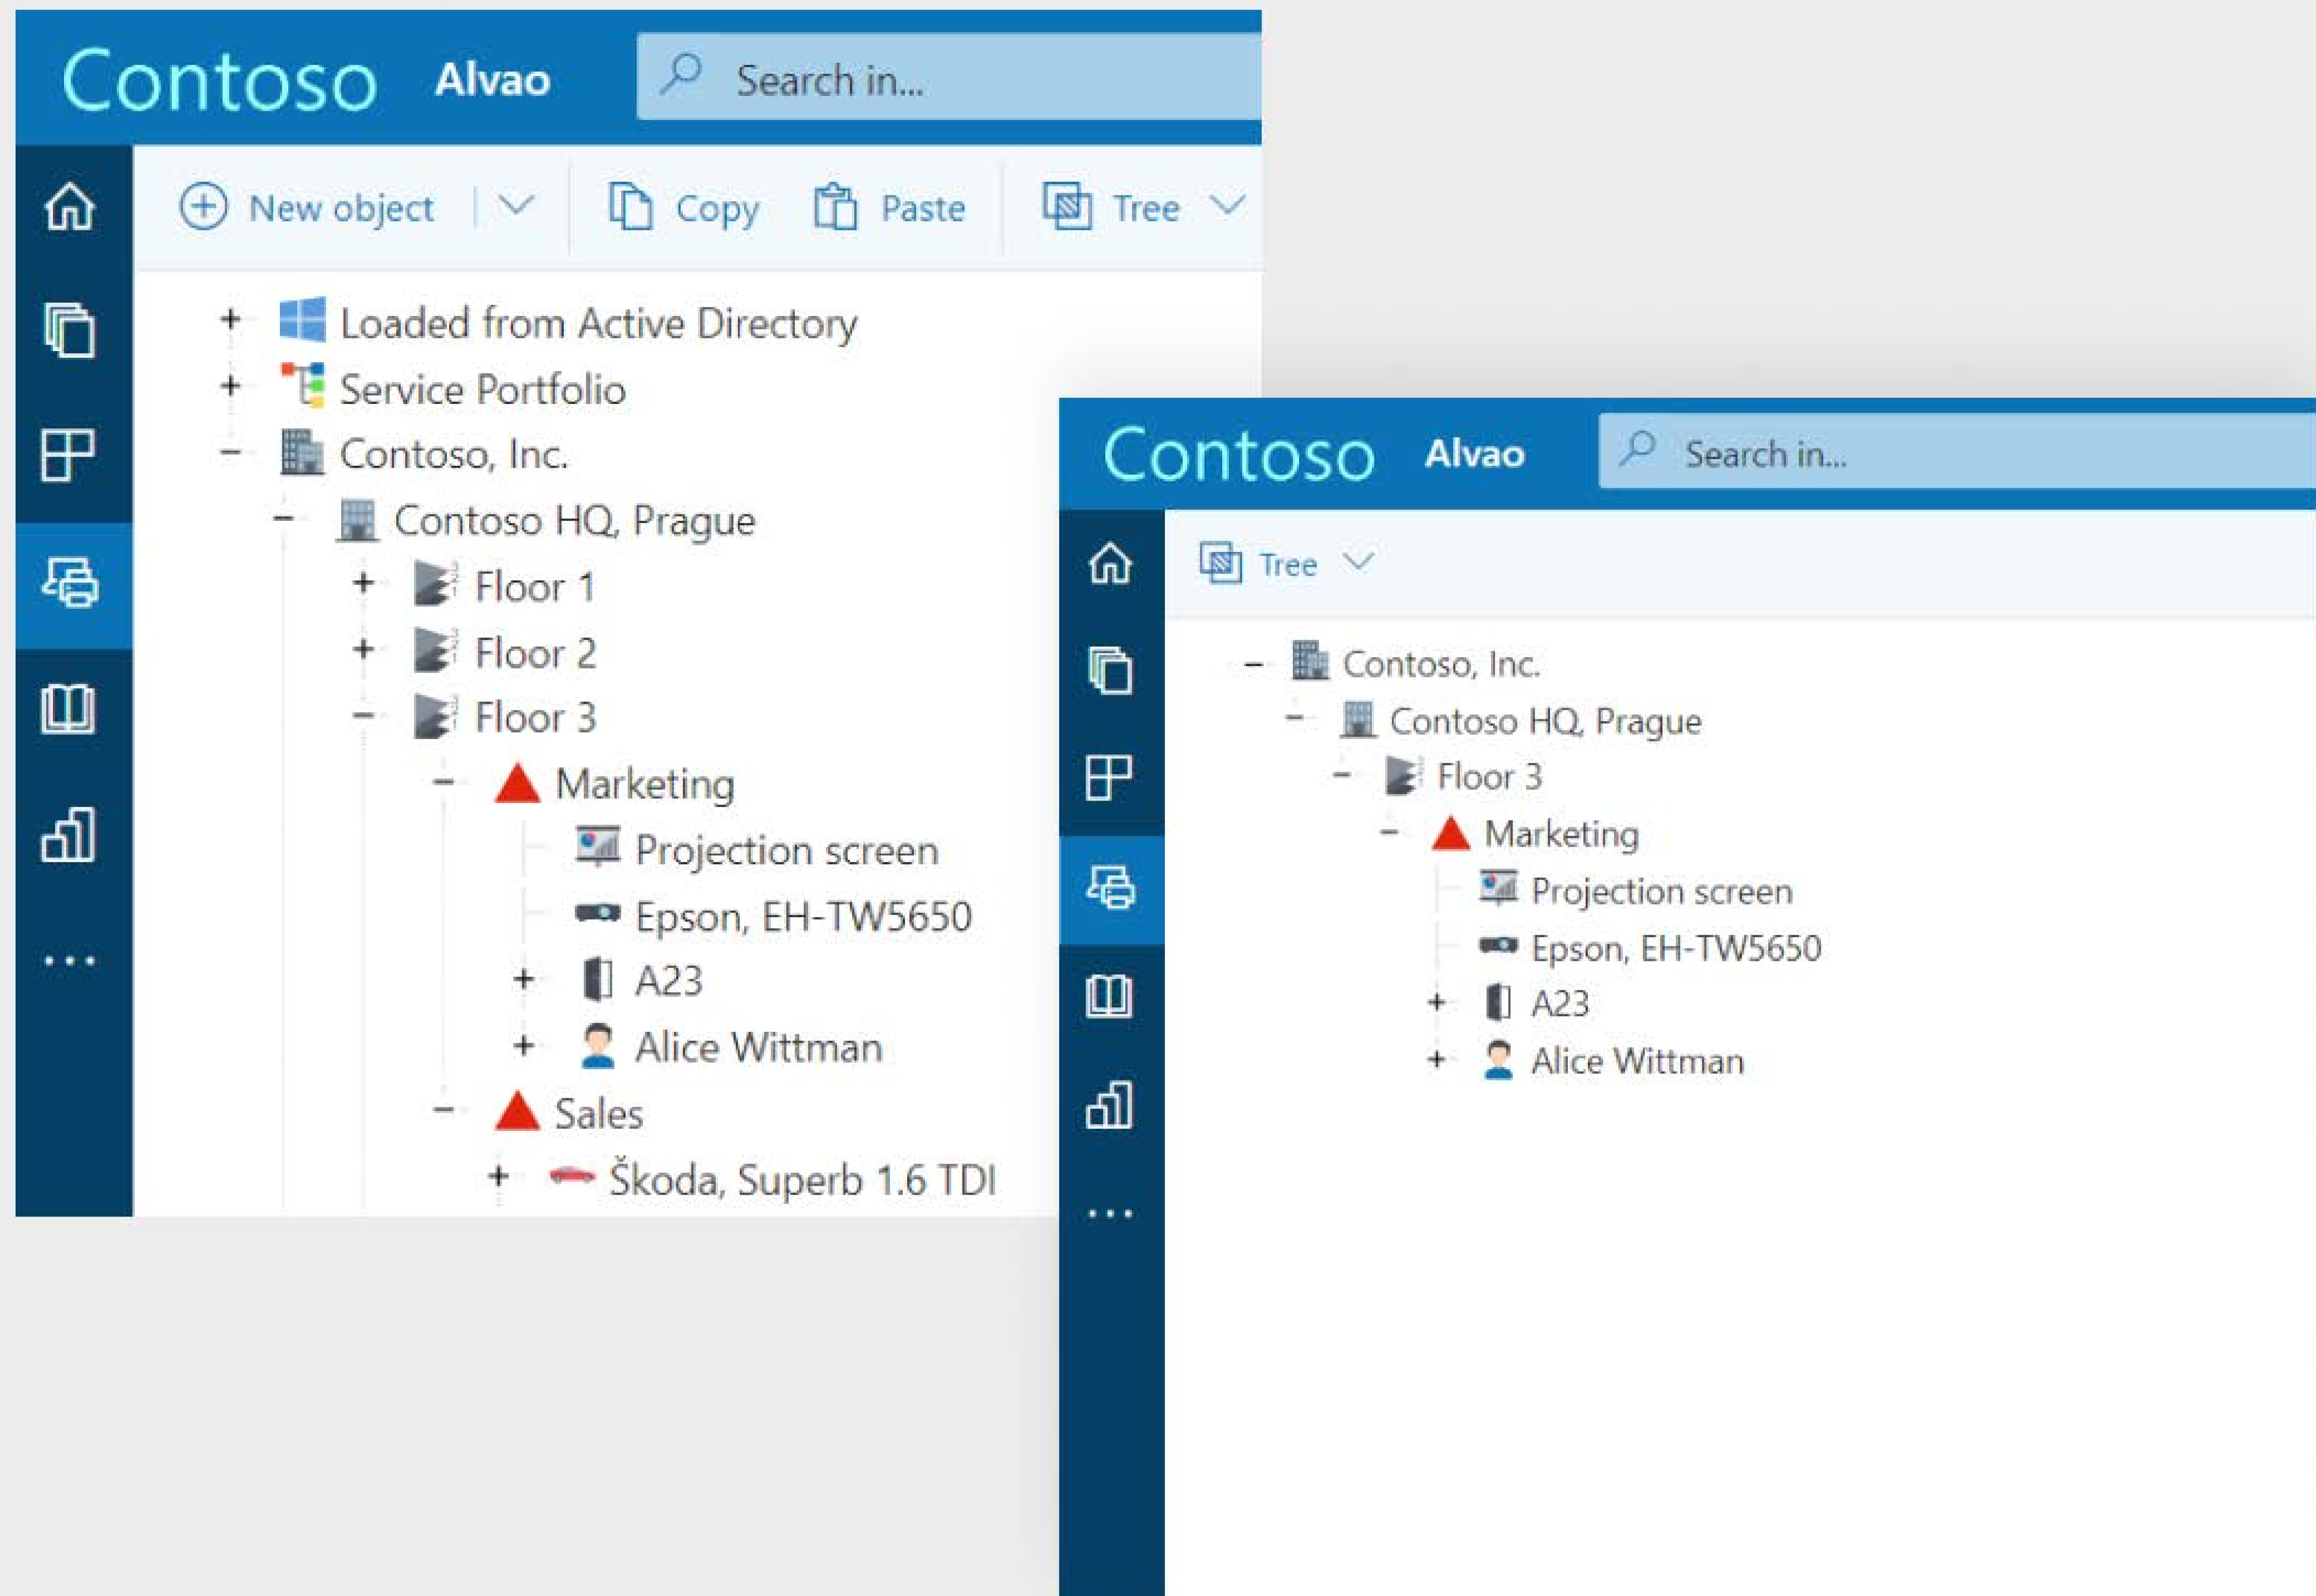 Contoso Alvao Search in...
New object Copy Paste Tree
Loaded from Active Directory
Service Portfolio
Contoso, Inc.
Contoso HQ, Prague
Floor 1
Floor 2
Floor 3
Marketing
Projection screen
Epson, EH-TW5650
A23
Alice Wittman
Sales
Škoda, Superb 1.6 TDI
Contoso Alvao Search in...
Tree
Contoso, Inc.
Contoso HQ, Prague
Floor 3
Marketing
Projection screen
Epson, EH-TW5650
A23
Alice Wittman